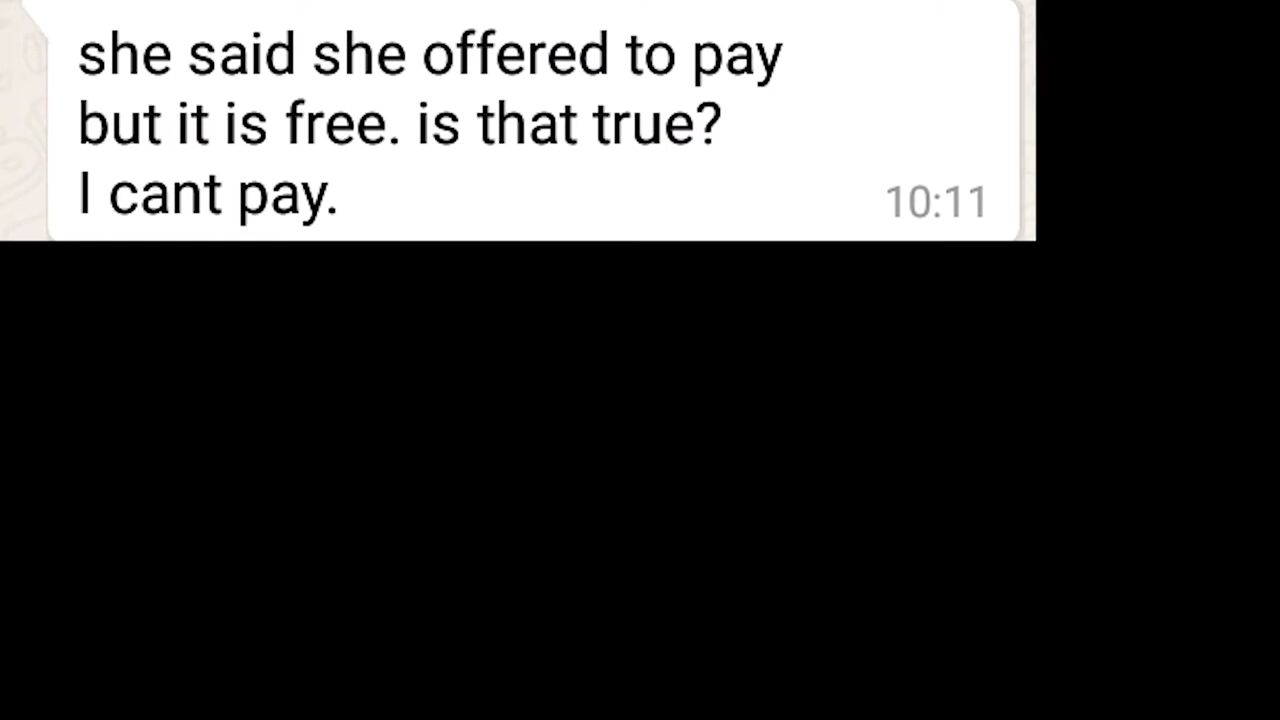 she said she offered to pay
but it is free. is that true?
I cant pay.
10:11